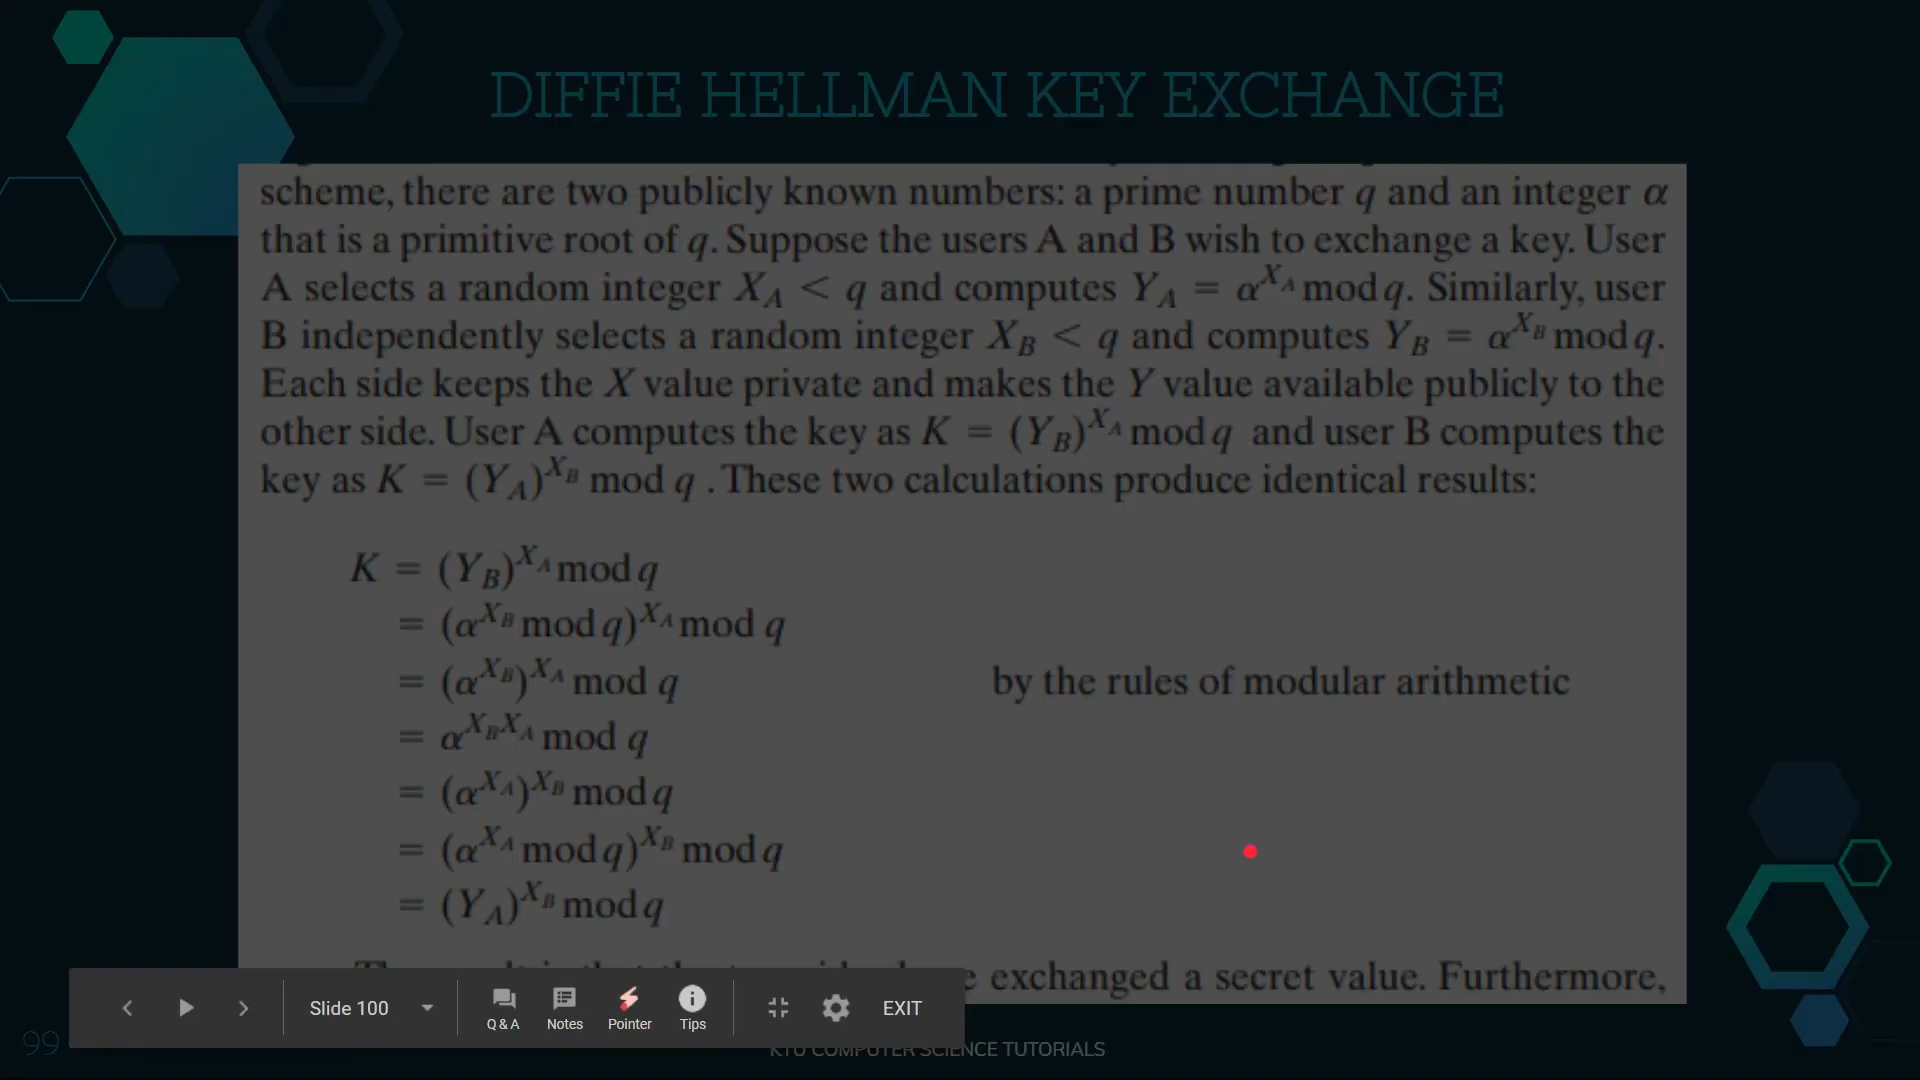 DIFFIE HELLMAN KEY EXCHANGE
scheme, there are two publicly known numbers: a prime number q and an integer α
that is a primitive root of q. Suppose the users A and B wish to exchange a key. User
A selects a random integer X_A < q and computes Y_A = α^{X_A} mod q. Similarly, user
B independently selects a random integer X_B < q and computes Y_B = α^{X_B} mod q.
Each side keeps the X value private and makes the Y value available publicly to the
other side. User A computes the key as K = (Y_B)^{X_A} mod q and user B computes the
key as K = (Y_A)^{X_B} mod q . These two calculations produce identical results:
K = (Y_B)^{X_A} mod q
= (α^{X_B} mod q)^{X_A} mod q
= (α^{X_B})^{X_A} mod q by the rules of modular arithmetic
= α^{X_B X_A} mod q
= (α^{X_A})^{X_B} mod q
= (α^{X_A} mod q)^{X_B} mod q
= (Y_A)^{X_B} mod q
exchanged a secret value. Furthermore,
Slide 100
Q & A
Notes
Pointer
Tips
EXIT
99
KTU COMPUTER SCIENCE TUTORIALS